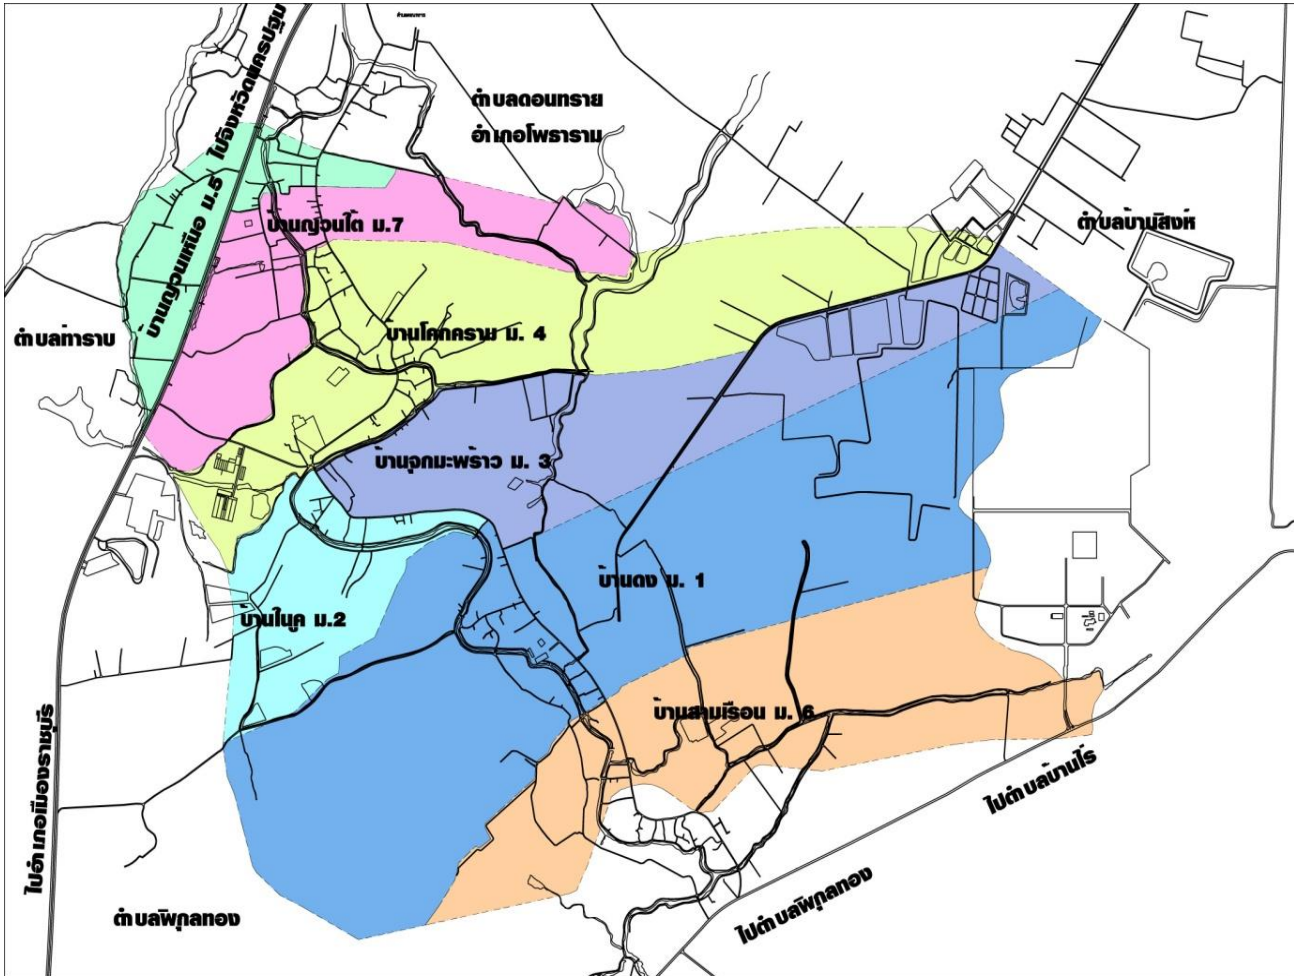 ไปจังหวัดนครปฐม
ตำบลดอนทราย
อำเภอโพธาราม
บ้านญวนเหนือ ม.5
บ้านญวนใต้ ม.7
ตำบลบ้านสิงห์
ตำบลท่าราบ
บ้านโคกคราม ม. 4
บ้านจุกมะพร้าว ม. 3
บ้านดง ม. 1
บ้านในคู ม.2
บ้านสามเรือน ม. 6
ไปอำเภอเมืองราชบุรี
ไปตำบลบ้านไร่
ตำบลพิกุลทอง
ไปตำบลพิกุลทอง